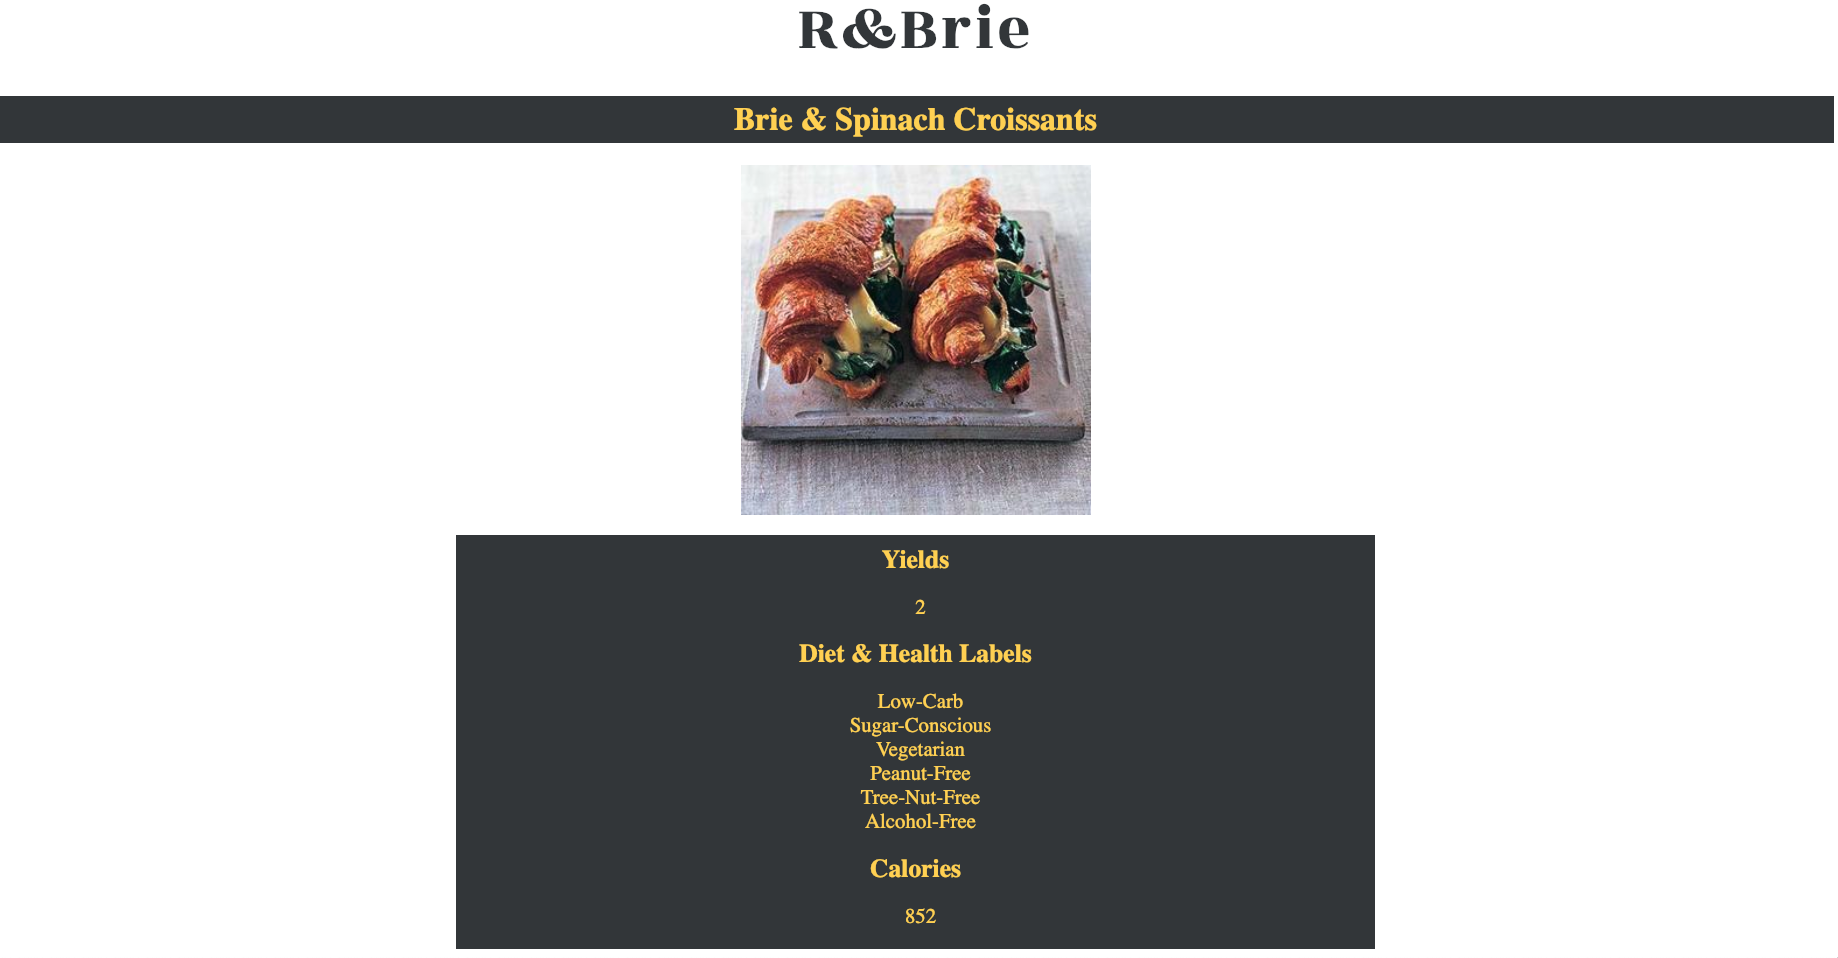 R&Brie
Brie & Spinach Croissants
Yields
2
Diet & Health Labels
Low-Carb
Sugar-Conscious
Vegetarian
Peanut-Free
Tree-Nut-Free
Alcohol-Free
Calories
852